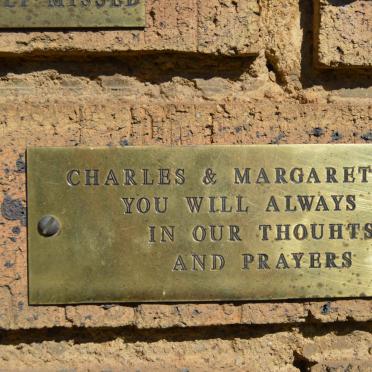 MISSED
CHARLES & MARGARET
YOU WILL ALWAYS
IN OUR THOUHTS
AND PRAYERS